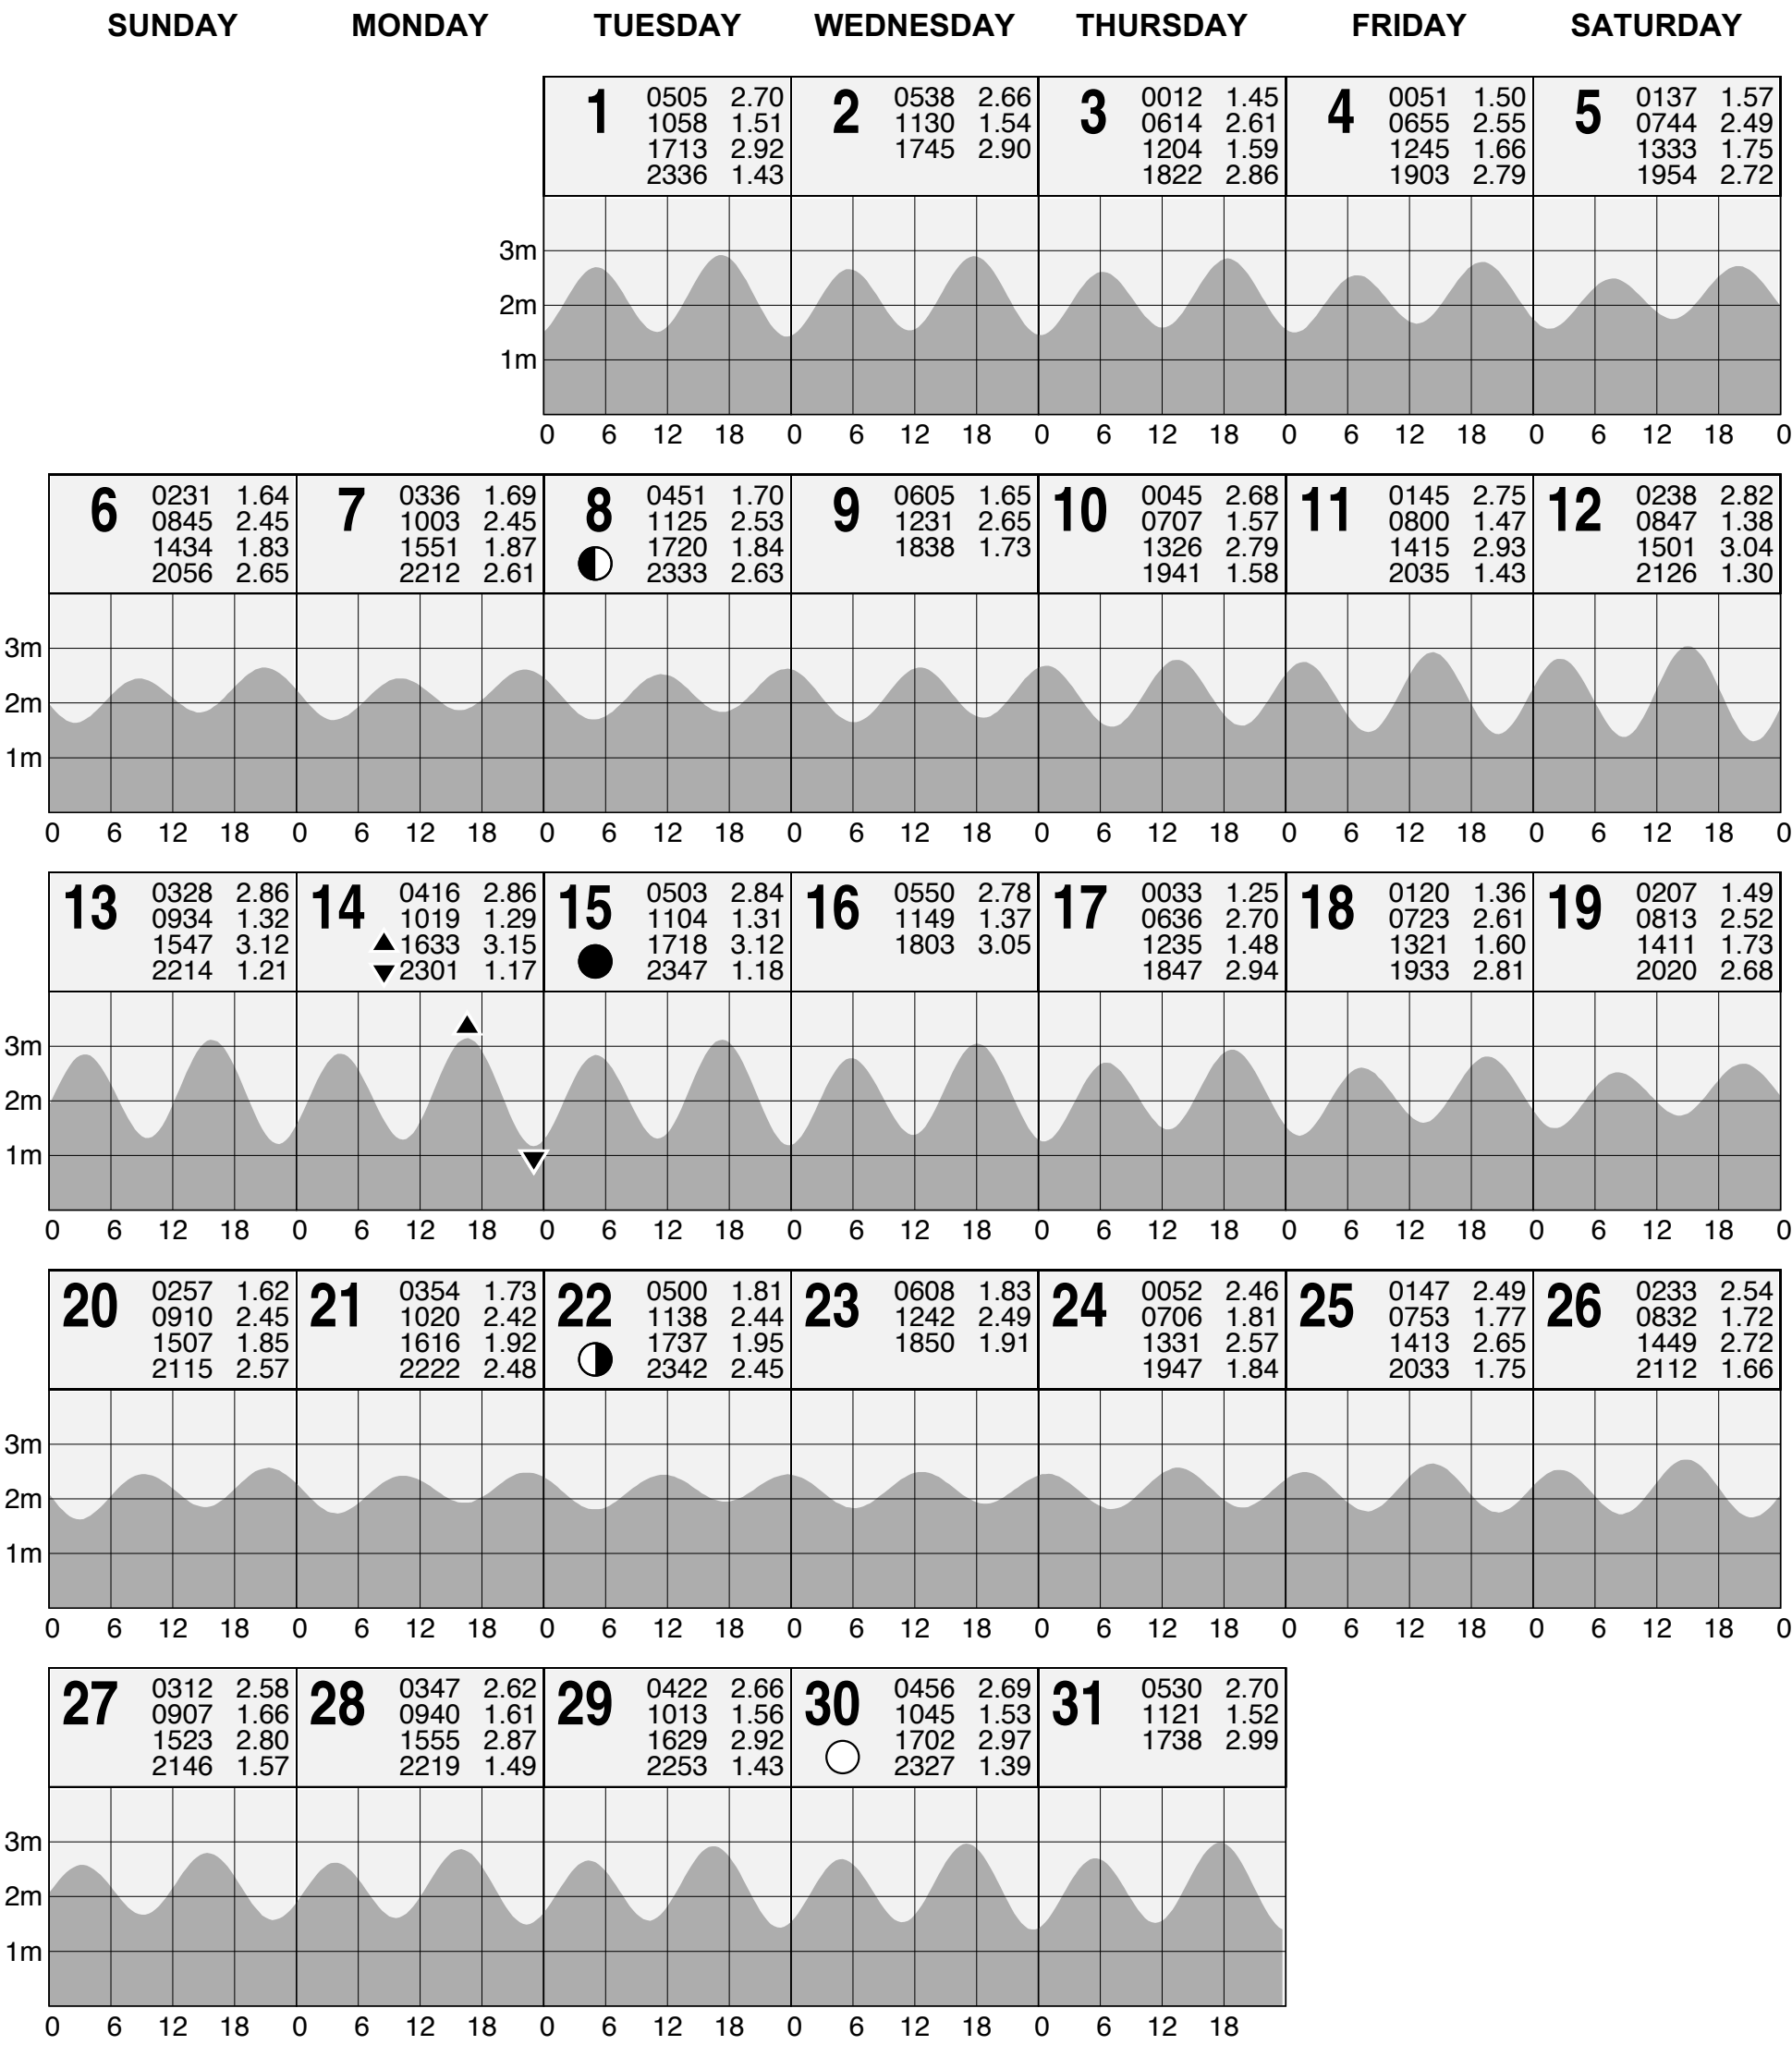 SUNDAY MONDAY TUESDAY WEDNESDAY THURSDAY FRIDAY SATURDAY
1 0505 2.70 2 0538 2.66 3 0012 1.45 4 0051 1.50 5 0137 1.57
1058 1.51 1130 1.54 0614 2.61 0655 2.55 0744 2.49
1713 2.92 1745 2.90 1204 1.59 1245 1.66 1333 1.75
2336 1.43 1822 2.86 1903 2.79 1954 2.72
3m
2m
1m
0 6 12 18 0 6 12 18 0 6 12 18 0 6 12 18 0 6 12 18 0
6 0231 1.64 7 0336 1.69 8 0451 1.70 9 0605 1.65 10 0045 2.68 11 0145 2.75 12 0238 2.82
0845 2.45 1003 2.45 1125 2.53 1231 2.65 0707 1.57 0800 1.47 0847 1.38
1434 1.83 1551 1.87 1720 1.84 1838 1.73 1326 2.79 1415 2.93 1501 3.04
2056 2.65 2212 2.61 2333 2.63 1941 1.58 2035 1.43 2126 1.30
3m
2m
1m
0 6 12 18 0 6 12 18 0 6 12 18 0 6 12 18 0 6 12 18 0 6 12 18 0 6 12 18 0
13 0328 2.86 14 0416 2.86 15 0503 2.84 16 0550 2.78 17 0033 1.25 18 0120 1.36 19 0207 1.49
0934 1.32 1019 1.29 1104 1.31 1149 1.37 0636 2.70 0723 2.61 0813 2.52
1547 3.12 1633 3.15 1718 3.12 1803 3.05 1235 1.48 1321 1.60 1411 1.73
2214 1.21 2301 1.17 2347 1.18 1847 2.94 1933 2.81 2020 2.68
3m
2m
1m
0 6 12 18 0 6 12 18 0 6 12 18 0 6 12 18 0 6 12 18 0 6 12 18 0 6 12 18 0
20 0257 1.62 21 0354 1.73 22 0500 1.81 23 0608 1.83 24 0052 2.46 25 0147 2.49 26 0233 2.54
0910 2.45 1020 2.42 1138 2.44 1242 2.49 0706 1.81 0753 1.77 0832 1.72
1507 1.85 1616 1.92 1737 1.95 1850 1.91 1331 2.57 1413 2.65 1449 2.72
2115 2.57 2222 2.48 2342 2.45 1947 1.84 2033 1.75 2112 1.66
3m
2m
1m
0 6 12 18 0 6 12 18 0 6 12 18 0 6 12 18 0 6 12 18 0 6 12 18 0 6 12 18 0
27 0312 2.58 28 0347 2.62 29 0422 2.66 30 0456 2.69 31 0530 2.70
0907 1.66 0940 1.61 1013 1.56 1045 1.53 1121 1.52
1523 2.80 1555 2.87 1629 2.92 1702 2.97 1738 2.99
2146 1.57 2219 1.49 2253 1.43 2327 1.39
3m
2m
1m
0 6 12 18 0 6 12 18 0 6 12 18 0 6 12 18 0 6 12 18